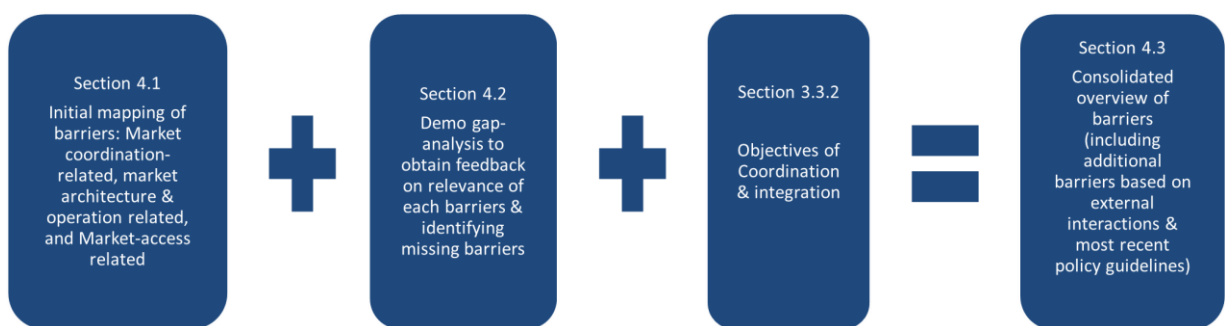 Section 4.1
Initial mapping of
barriers: Market
coordination-
related, market
architecture &
operation related,
and Market-access
related
Section 4.2
Demo gap-
analysis to
obtain feedback
on relevance of
each barriers &
identifying
missing barriers
Section 3.3.2
Objectives of
Coordination
& integration
Section 4.3
Consolidated
overview of
barriers
(including
additional
barriers based on
external
interactions &
most recent
policy guidelines)